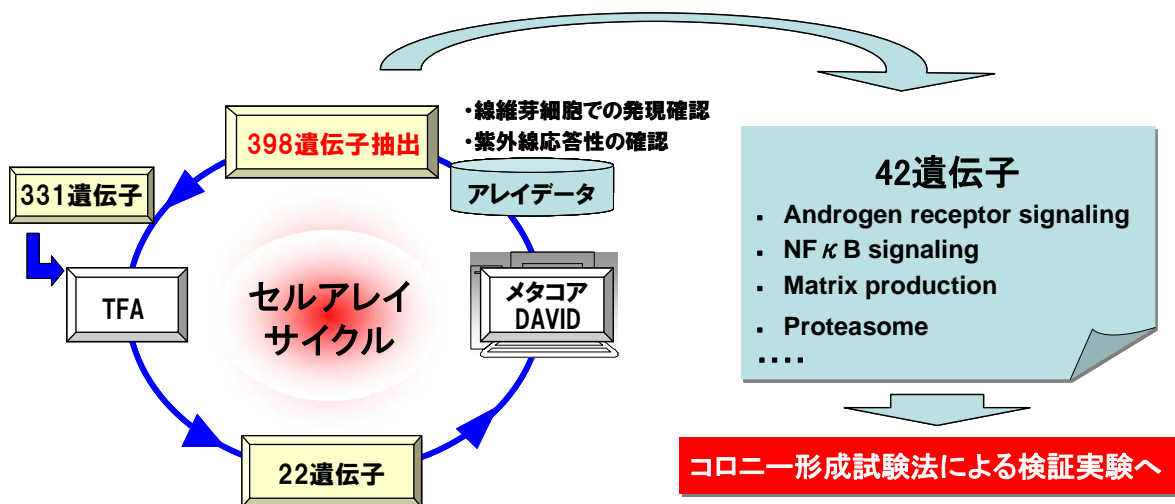 ・線維芽細胞での発現確認
・紫外線応答性の確認
398遺伝子抽出
アレイデータ
331遺伝子
TFA
セルアレイ
サイクル
メタコア
DAVID
22遺伝子
42遺伝子
▪ Androgen receptor signaling
▪ NFκB signaling
▪ Matrix production
▪ Proteasome
▪▪▪▪
コロニー形成試験法による検証実験へ